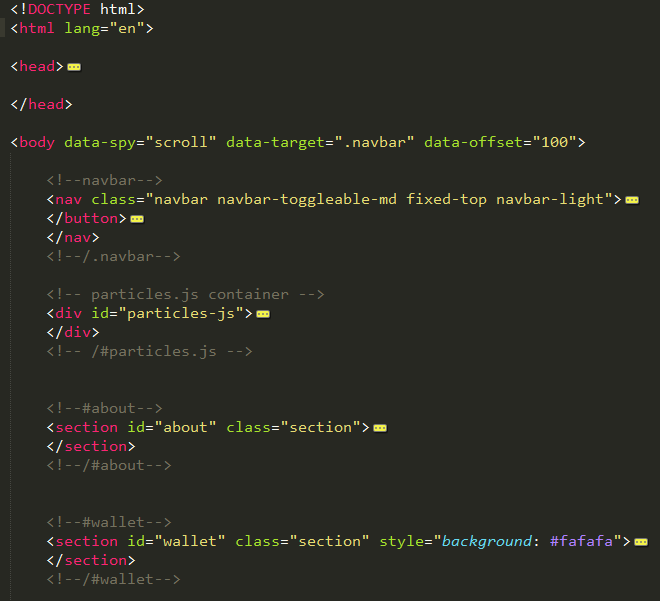 <!DOCTYPE html>
<html lang="en">
<head>
</head>
<body data-spy="scroll" data-target=".navbar" data-offset="100">
<!--navbar-->
<nav class="navbar navbar-toggleable-md fixed-top navbar-light">
</button>
</nav>
<!--/.navbar-->
<!-- particles.js container -->
<div id="particles-js">
</div>
<!-- /#particles.js -->
<!--#about-->
<section id="about" class="section">
</section>
<!--/#about-->
<!--#wallet-->
<section id="wallet" class="section" style="background: #fafafa">
</section>
<!--/#wallet-->